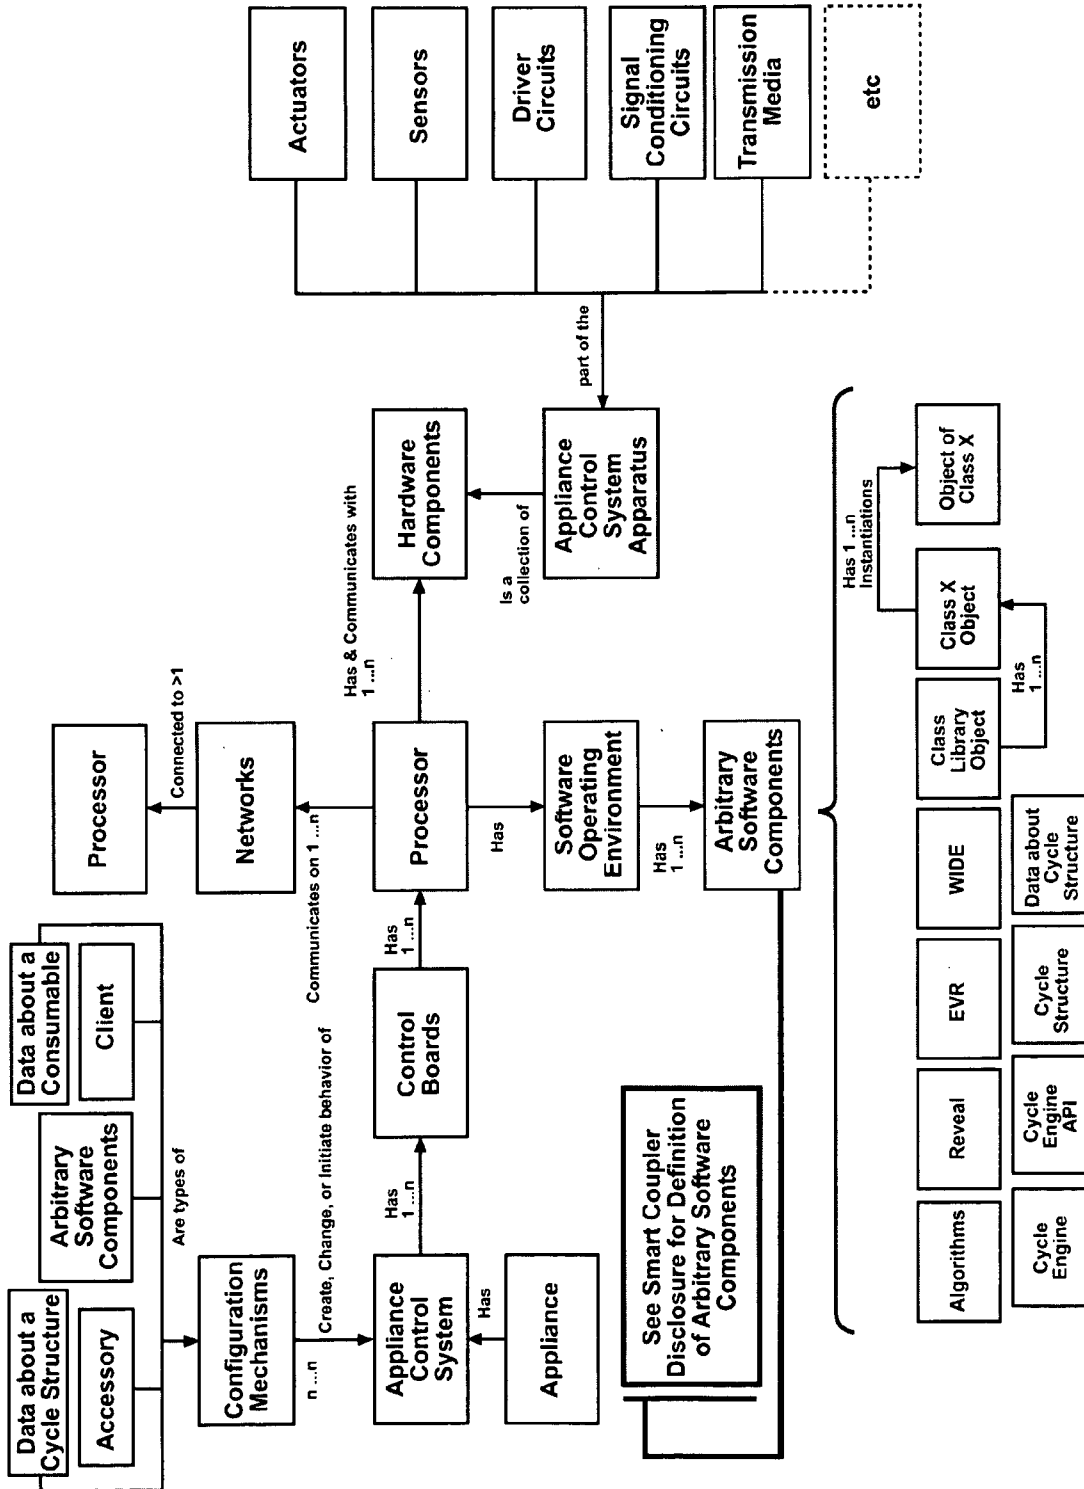 Data about a
Cycle Structure
Accessory
Arbitrary
Software
Components
Data about a
Consumable
Client
Are types of
Configuration
Mechanisms
n ...n
Create, Change, or Initiate behavior of
Appliance
Control
System
Has
Appliance
Has
1 ...n
Control
Boards
Has
1 ...n
Processor
Communicates on 1 ...n
Networks
Connected to >1
Processor
Has & Communicates with
1 ...n
Hardware
Components
Is a
collection of
Appliance
Control
System
Apparatus
part of the
Actuators
Sensors
Driver
Circuits
Signal
Conditioning
Circuits
Transmission
Media
etc
Has
Software
Operating
Environment
Has
1 ...n
Arbitrary
Software
Components
See Smart Coupler
Disclosure for Definition
of Arbitrary Software
Components
Algorithms
Reveal
EVR
WIDE
Class
Library
Object
Class X
Object
Object of
Class X
Has 1 ...n
Instantiations
Has
1 ...n
Cycle
Engine
Cycle
Engine
API
Cycle
Structure
Data about
Cycle
Structure